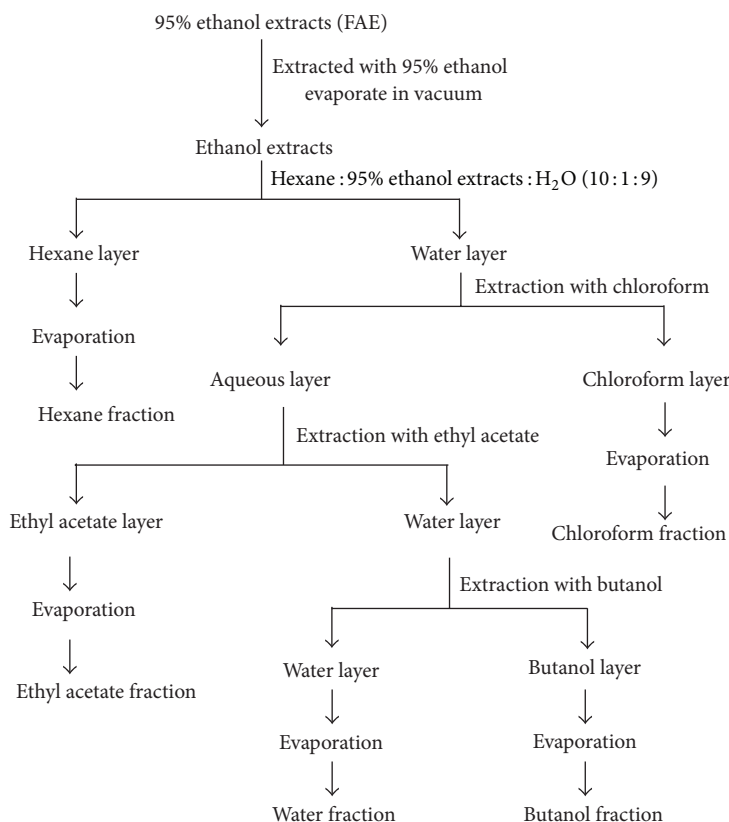 95% ethanol extracts (FAE)
Extracted with 95% ethanol
evaporate in vacuum
Ethanol extracts
Hexane : 95% ethanol extracts : H₂O (10 : 1 : 9)
Hexane layer
Water layer
Extraction with chloroform
Evaporation
Aqueous layer
Chloroform layer
Hexane fraction
Extraction with ethyl acetate
Evaporation
Ethyl acetate layer
Water layer
Chloroform fraction
Extraction with butanol
Evaporation
Water layer
Butanol layer
Ethyl acetate fraction
Evaporation
Evaporation
Water fraction
Butanol fraction